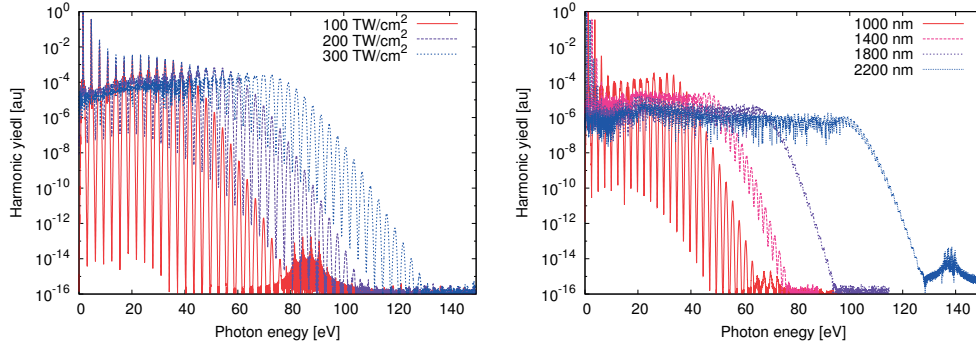 Harmonic yiedl [au]
10^0
10^-2
10^-4
10^-6
10^-8
10^-10
10^-12
10^-14
10^-16
0 20 40 60 80 100 120 140
Photon enegy [eV]
100 TW/cm^2
200 TW/cm^2
300 TW/cm^2
Harmonic yiedl [au]
10^0
10^-2
10^-4
10^-6
10^-8
10^-10
10^-12
10^-14
10^-16
0 20 40 60 80 100 120 140
Photon enegy [eV]
1000 nm
1400 nm
1800 nm
2200 nm